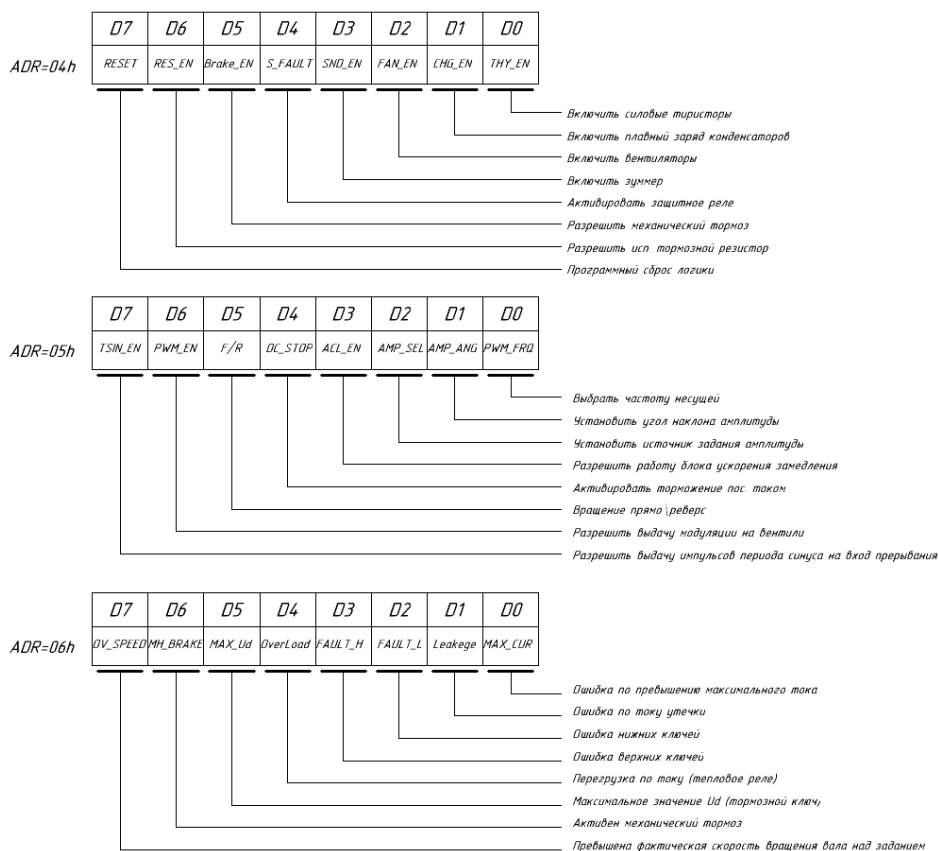 D7 D6 D5 D4 D3 D2 D1 D0
ADR=04h RESET RES_EN Brake_EN S_FAULT SND_EN FAN_EN CHG_EN THY_EN
Включить силовые тиристоры
Включить плавный заряд конденсаторов
Включить вентиляторы
Включить зуммер
Активировать защитное реле
Разрешить механический тормоз
Разрешить исп. тормозной резистор
Программный сброс логики
D7 D6 D5 D4 D3 D2 D1 D0
ADR=05h TSIN_EN PWM_EN F/R DC_STOP ACL_EN AMP_SEL AMP_ANG PWM_FRQ
Выбрать частоту несущей
Установить угол наклона амплитуды
Установить источник задания амплитуды
Разрешить работу блока ускорения замедления
Активировать торможение пос. током
Вращение прямо\реверс
Разрешить выдачу модуляции на вентили
Разрешить выдачу импульсов периода синуса на вход прерывания
D7 D6 D5 D4 D3 D2 D1 D0
ADR=06h OV_SPEED MH_BRAKE MAX_Ud OverLoad FAULT_H FAULT_L Leakege MAX_CUR
Ошибка по превышению максимального тока
Ошибка по току утечки
Ошибка нижних ключей
Ошибка верхних ключей
Перегрузка по току (тепловое реле)
Максимальное значение Ud (тормозной ключ)
Активен механический тормоз
Превышена фактическая скорость вращения вала над заданием